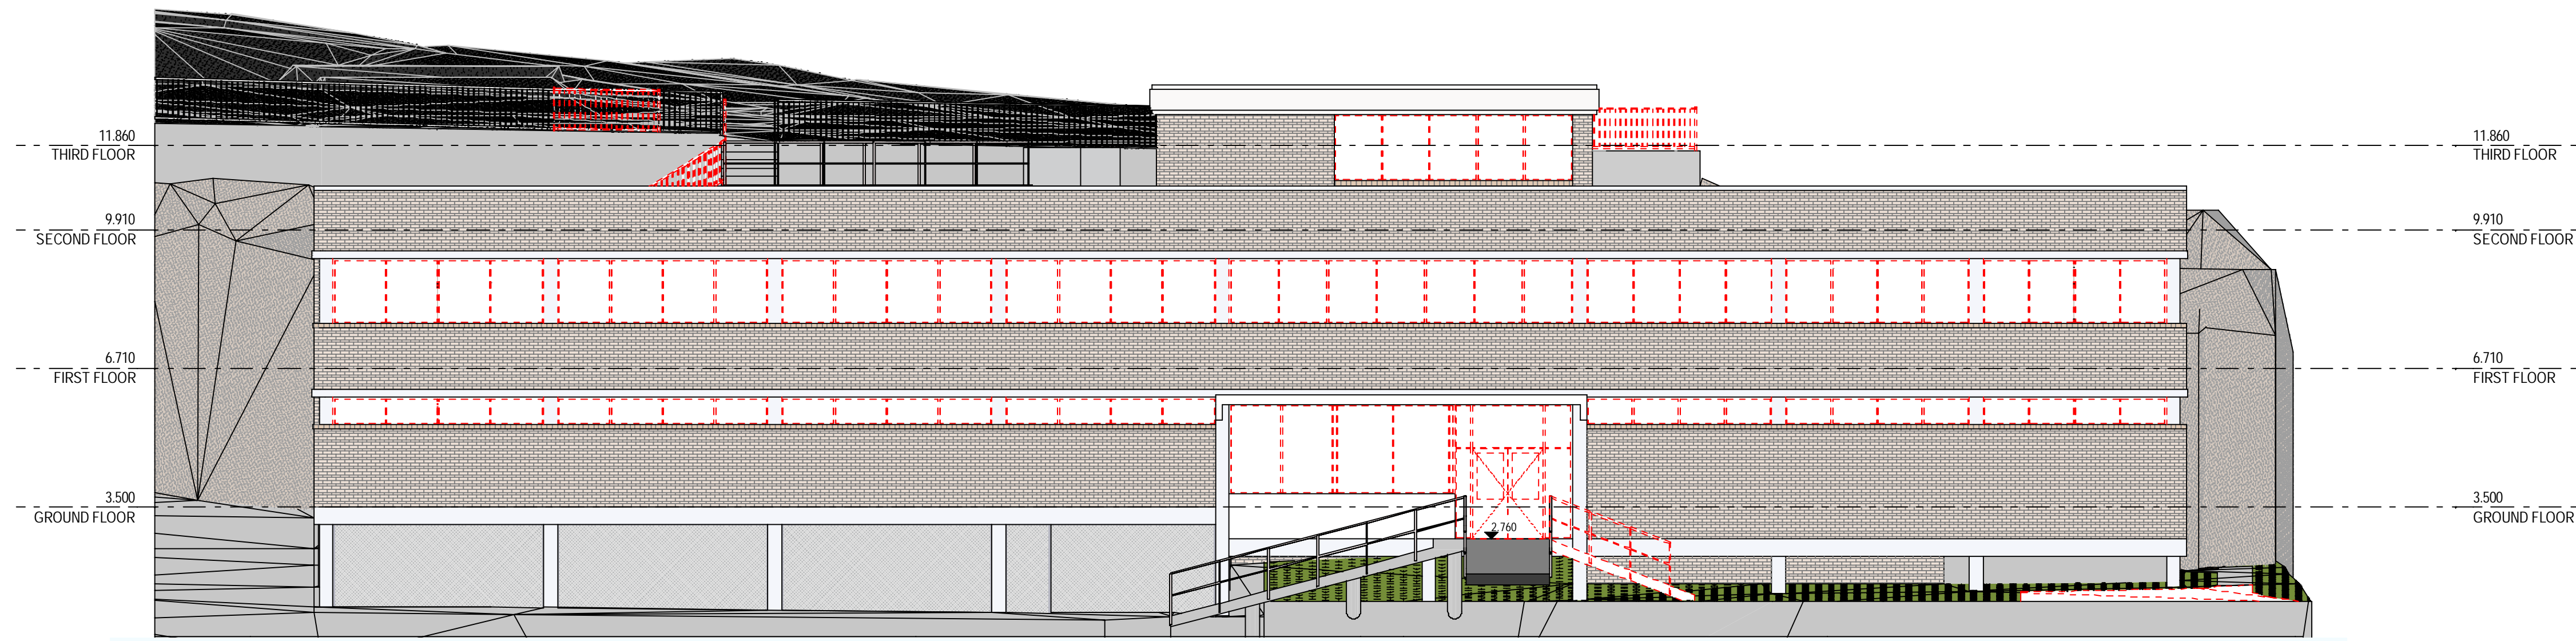 11.860
THIRD FLOOR
11.860
THIRD FLOOR
9.910
SECOND FLOOR
9.910
SECOND FLOOR
6.710
FIRST FLOOR
6.710
FIRST FLOOR
3.500
GROUND FLOOR
3.500
GROUND FLOOR
2.760